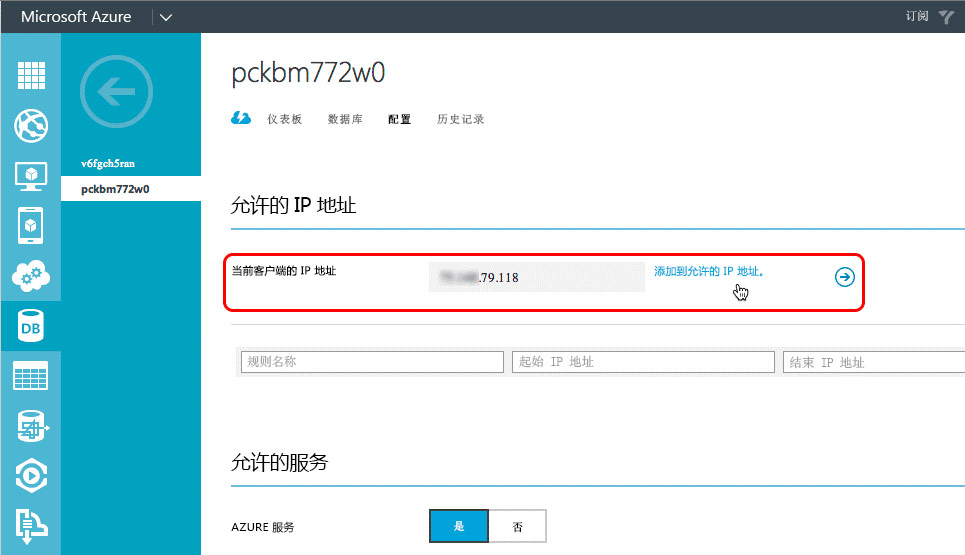 Microsoft Azure
订阅
v6fgch5ran
pckbm772w0
pckbm772w0
仪表板 数据库 配置 历史记录
允许的 IP 地址
当前客户端的 IP 地址 .79.118 添加到允许的 IP 地址。
规则名称 起始 IP 地址 结束 IP 地址
允许的服务
AZURE 服务 是 否
DB